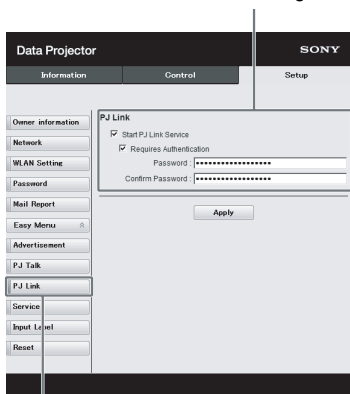 Data Projector
SONY
Information
Control
Setup
Owner information
Network
WLAN Setting
Password
Mail Report
Easy Menu
Advertisement
PJ Talk
PJ Link
Service
Input Label
Reset
PJ Link
Start PJ Link Service
Requires Authentication
Password :
Confirm Password :
Apply